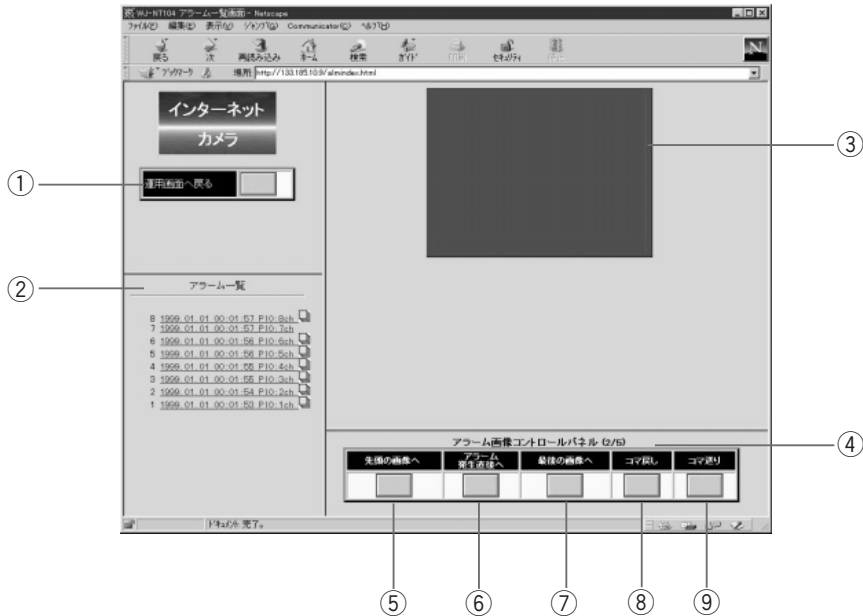 WJ-NT104 アラーム一覧画面 - Netscape
ファイル(F) 編集(E) 表示(V) ジャンプ(G) Communicator(C) ヘルプ(H)
戻る 次 再読み込み ホーム 検索 ガイド 印刷 セキュリティ 停止
ブックマーク 場所: http://133.185.10.9/almindex.html
インターネット
カメラ
運用画面へ戻る
アラーム一覧
8 1999.01.01 00:01:57 PIO:8ch
7 1999.01.01 00:01:57 PIO:7ch
6 1999.01.01 00:01:56 PIO:6ch
5 1999.01.01 00:01:56 PIO:5ch
4 1999.01.01 00:01:55 PIO:4ch
3 1999.01.01 00:01:55 PIO:3ch
2 1999.01.01 00:01:54 PIO:2ch
1 1999.01.01 00:01:53 PIO:1ch
アラーム画像コントロールパネル (2/5)
先頭の画像へ
アラーム
発生直後へ
最後の画像へ
コマ戻し
コマ送り
ドキュメント: 完了。
①
②
③
④
⑤
⑥
⑦
⑧
⑨